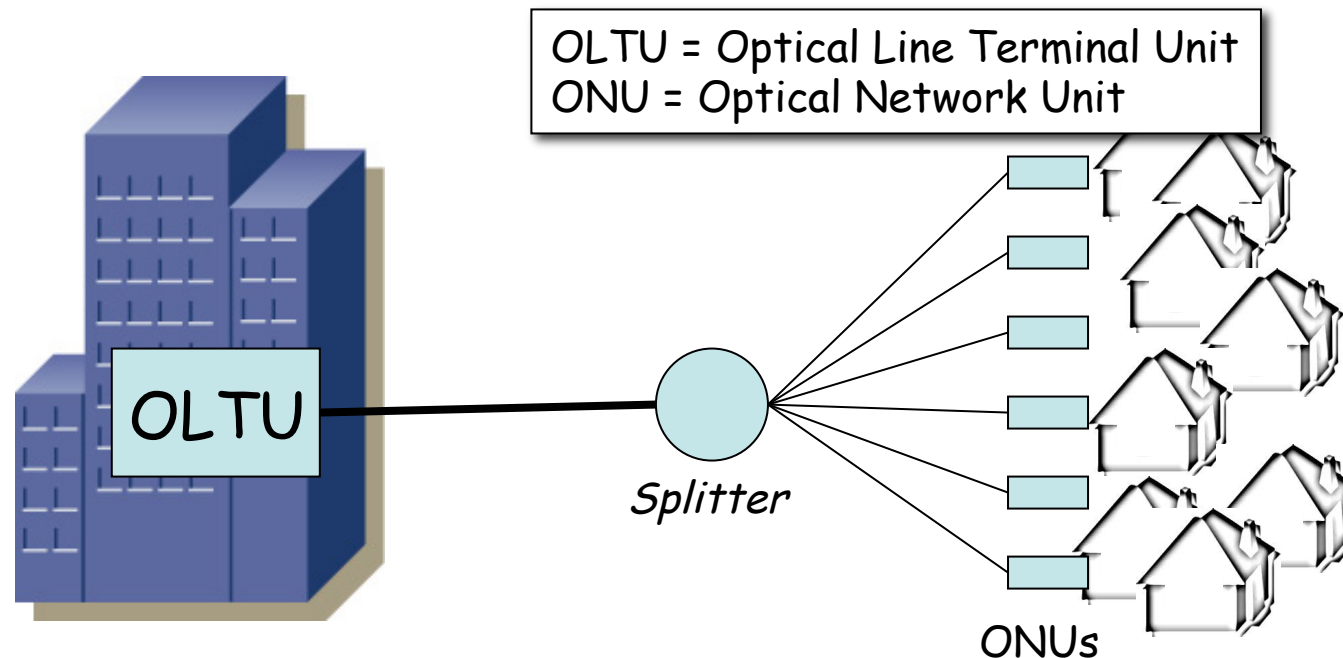 OLTU = Optical Line Terminal Unit
ONU = Optical Network Unit
OLTU
Splitter
ONUs